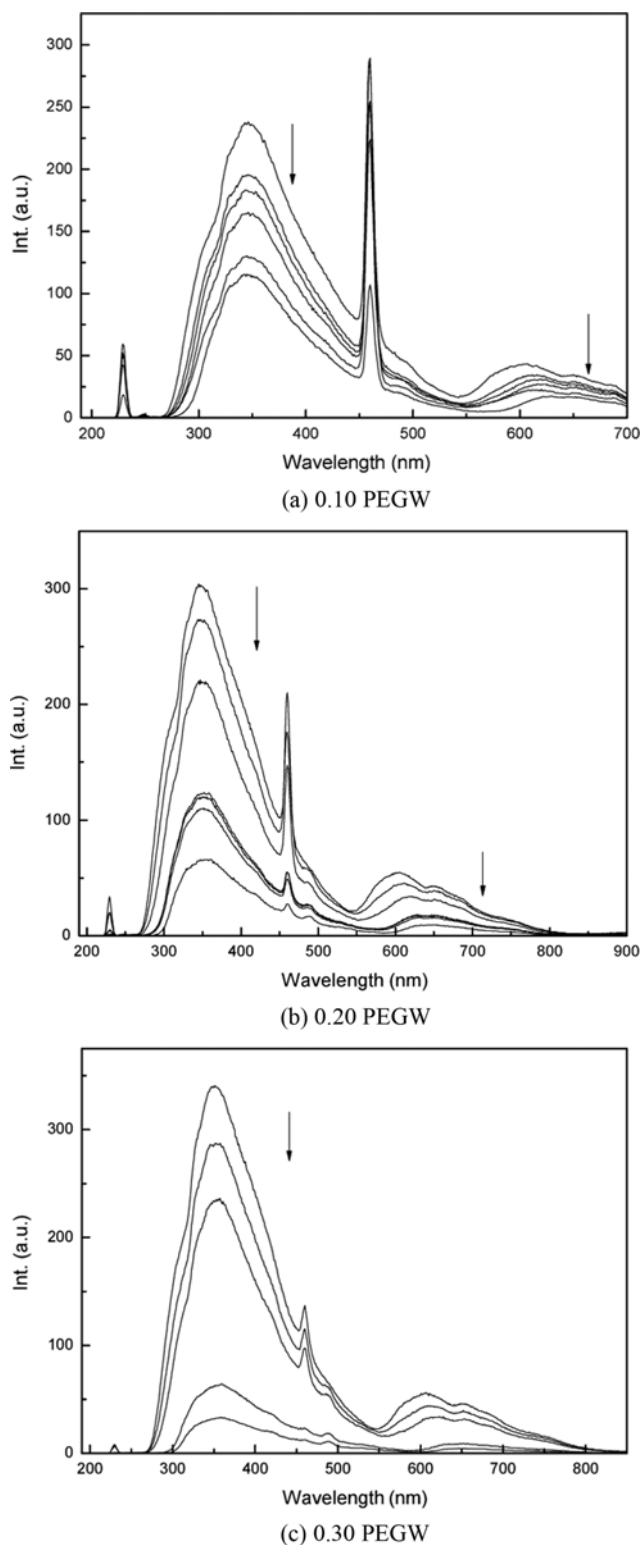 300
250
200
150
100
50
0
Int. (a.u.)
200 300 400 500 600 700
Wavelength (nm)
(a) 0.10 PEGW
300
200
100
0
Int. (a.u.)
200 300 400 500 600 700 800 900
Wavelength (nm)
(b) 0.20 PEGW
300
200
100
0
Int. (a.u.)
200 300 400 500 600 700 800
Wavelength (nm)
(c) 0.30 PEGW